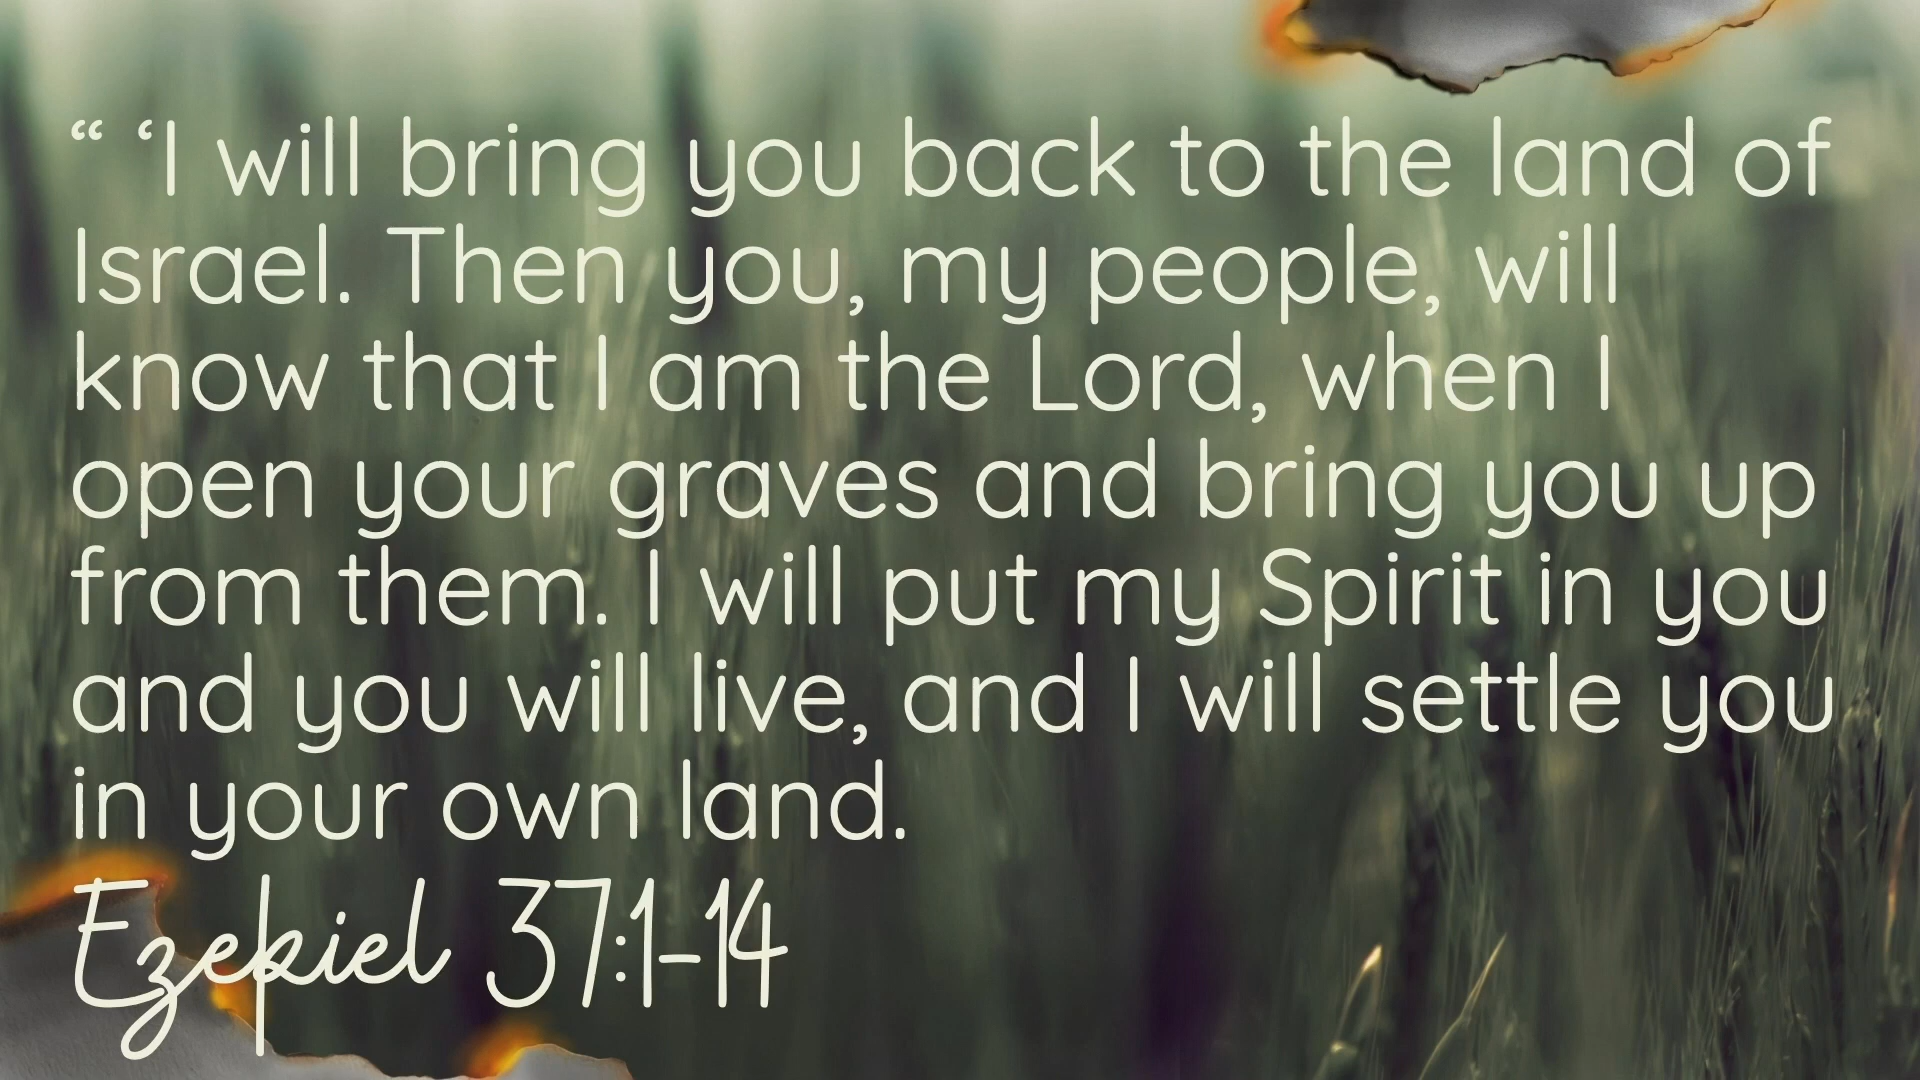 “ ‘I will bring you back to the land of
Israel. Then you, my people, will
know that I am the Lord, when I
open your graves and bring you up
from them. I will put my Spirit in you
and you will live, and I will settle you
in your own land.
Ezekiel 37:1-14